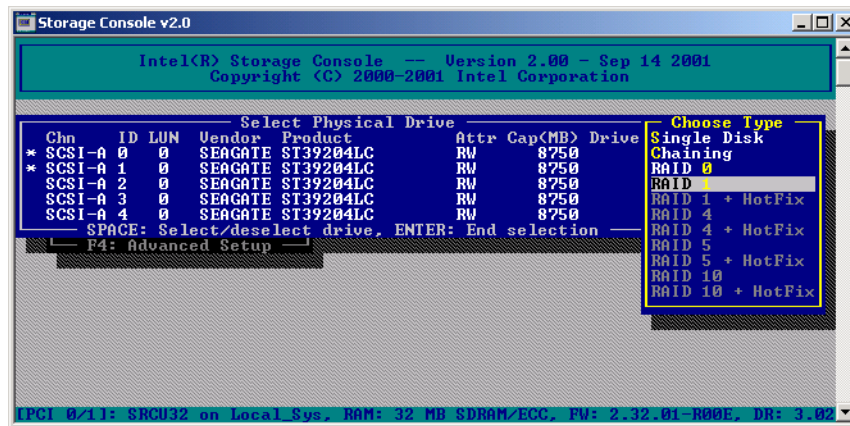 Storage Console v2.0
Intel(R) Storage Console -- Version 2.00 - Sep 14 2001
Copyright (C) 2000-2001 Intel Corporation
Select Physical Drive
Chn ID LUN Vendor Product Attr Cap(MB) Drive
* SCSI-A 0 0 SEAGATE ST39204LC RW 8750
* SCSI-A 1 0 SEAGATE ST39204LC RW 8750
SCSI-A 2 0 SEAGATE ST39204LC RW 8750
SCSI-A 3 0 SEAGATE ST39204LC RW 8750
SCSI-A 4 0 SEAGATE ST39204LC RW 8750
SPACE: Select/deselect drive, ENTER: End selection
F4: Advanced Setup
Choose Type
Single Disk
Chaining
RAID 0
RAID 1
RAID 1 + HotFix
RAID 4
RAID 4 + HotFix
RAID 5
RAID 5 + HotFix
RAID 10
RAID 10 + HotFix
[PCI 0/1]: SRCU32 on Local_Sys, RAM: 32 MB SDRAM/ECC, FW: 2.32.01-R00E, DR: 3.02